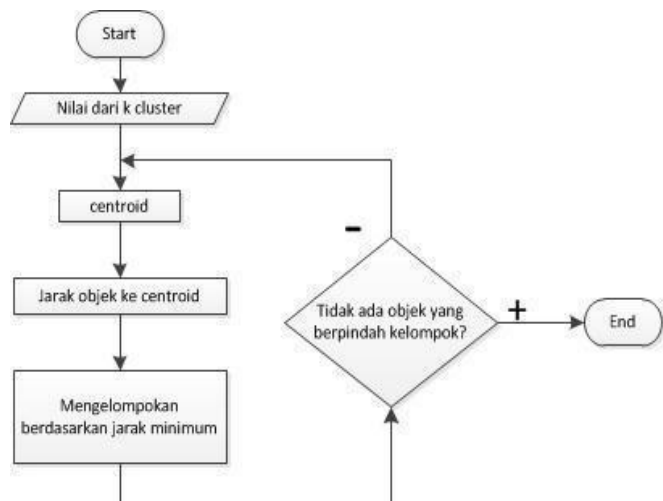 Start
Nilai dari k cluster
centroid
Jarak objek ke centroid
Mengelompokan
berdasarkan jarak minimum
−
Tidak ada objek yang
berpindah kelompok?
+
End